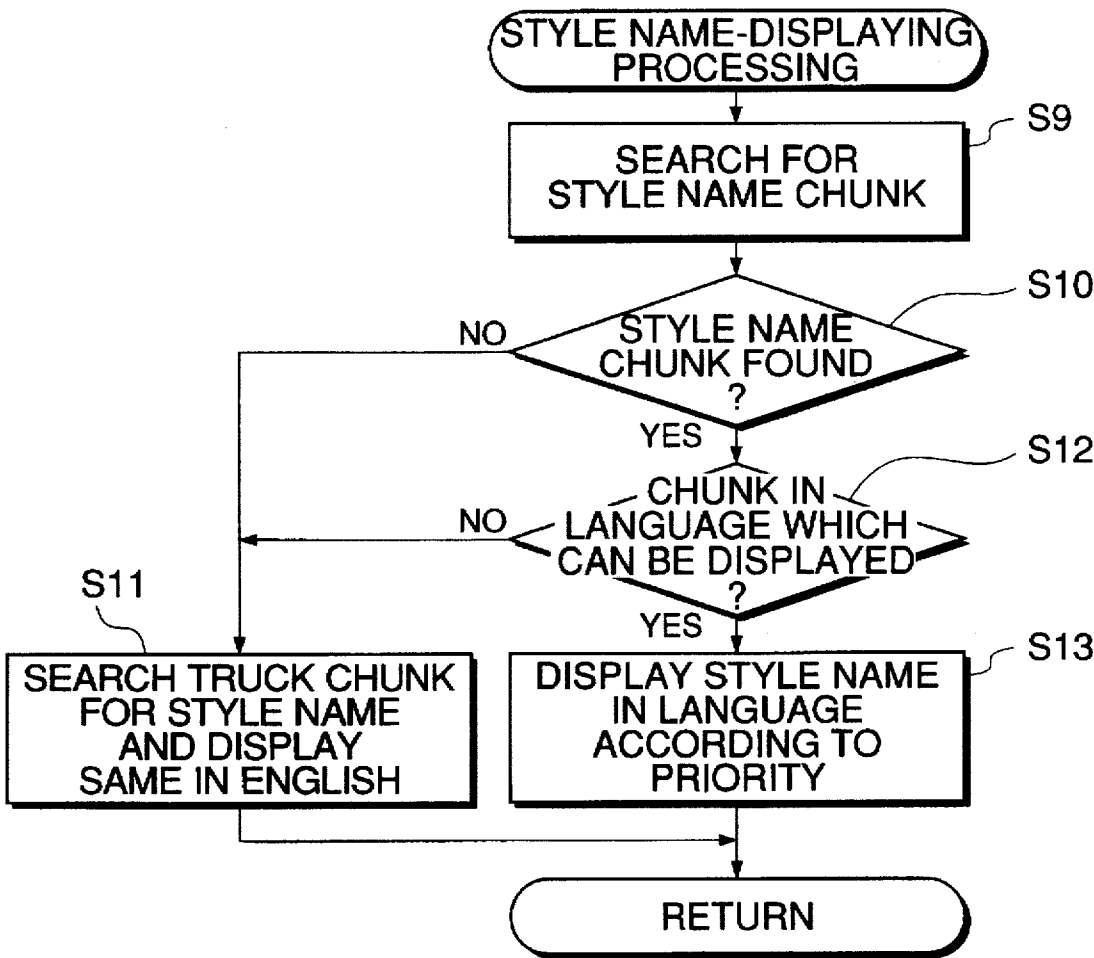 STYLE NAME-DISPLAYING
PROCESSING
S9
SEARCH FOR
STYLE NAME CHUNK
S10
NO
STYLE NAME
CHUNK FOUND
?
YES
S12
NO
CHUNK IN
LANGUAGE WHICH
CAN BE DISPLAYED
?
YES
S11
SEARCH TRUCK CHUNK
FOR STYLE NAME
AND DISPLAY
SAME IN ENGLISH
S13
DISPLAY STYLE NAME
IN LANGUAGE
ACCORDING TO
PRIORITY
RETURN